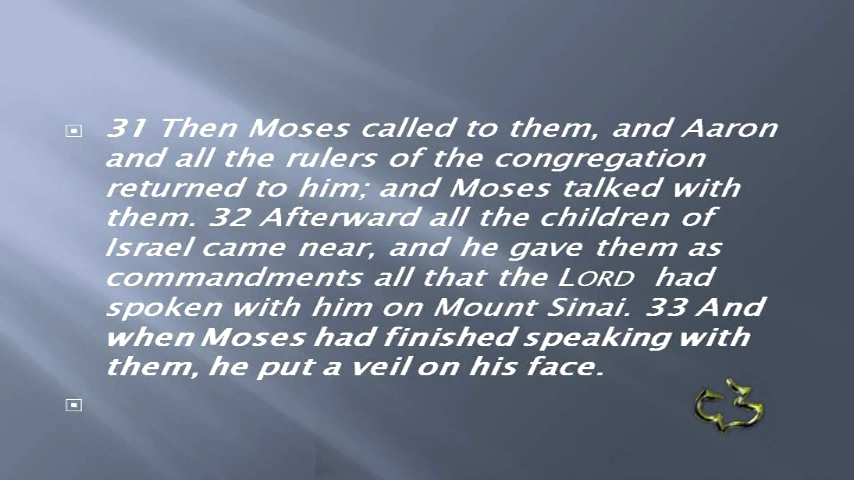 31 Then Moses called to them, and Aaron
and all the rulers of the congregation
returned to him; and Moses talked with
them. 32 Afterward all the children of
Israel came near, and he gave them as
commandments all that the LORD had
spoken with him on Mount Sinai. 33 And
when Moses had finished speaking with
them, he put a veil on his face.
C3